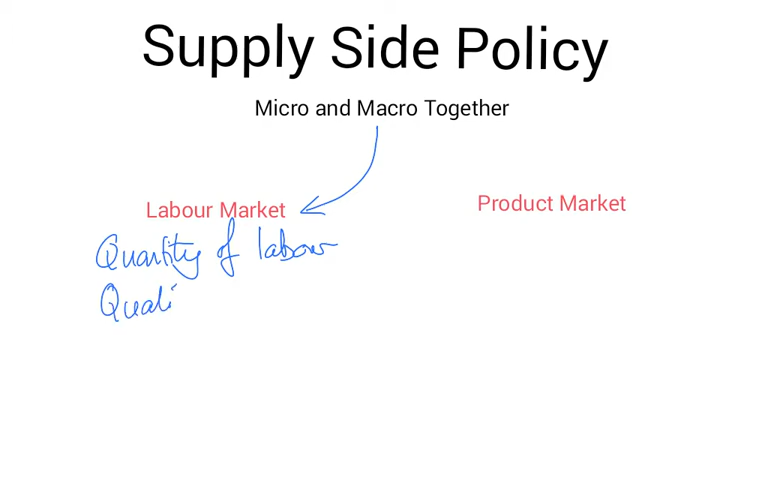 Supply Side Policy
Micro and Macro Together
Labour Market
Product Market
Quantity of labour
Quali